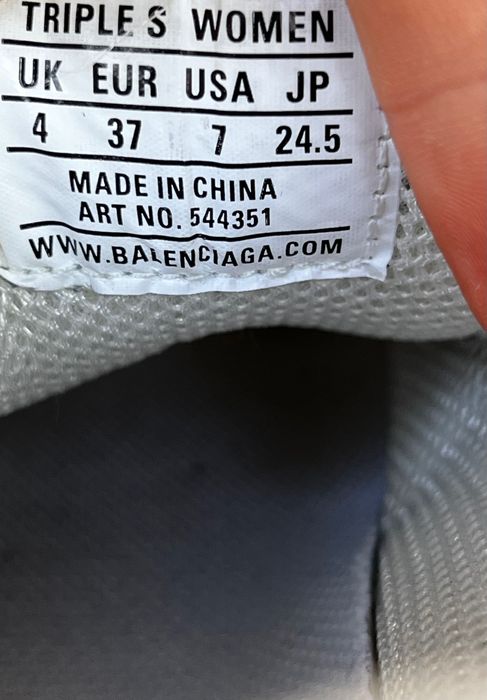 TRIPLE S WOMEN
UK EUR USA JP
4 37 7 24.5
MADE IN CHINA
ART NO. 544351
WWW.BALENCIAGA.COM